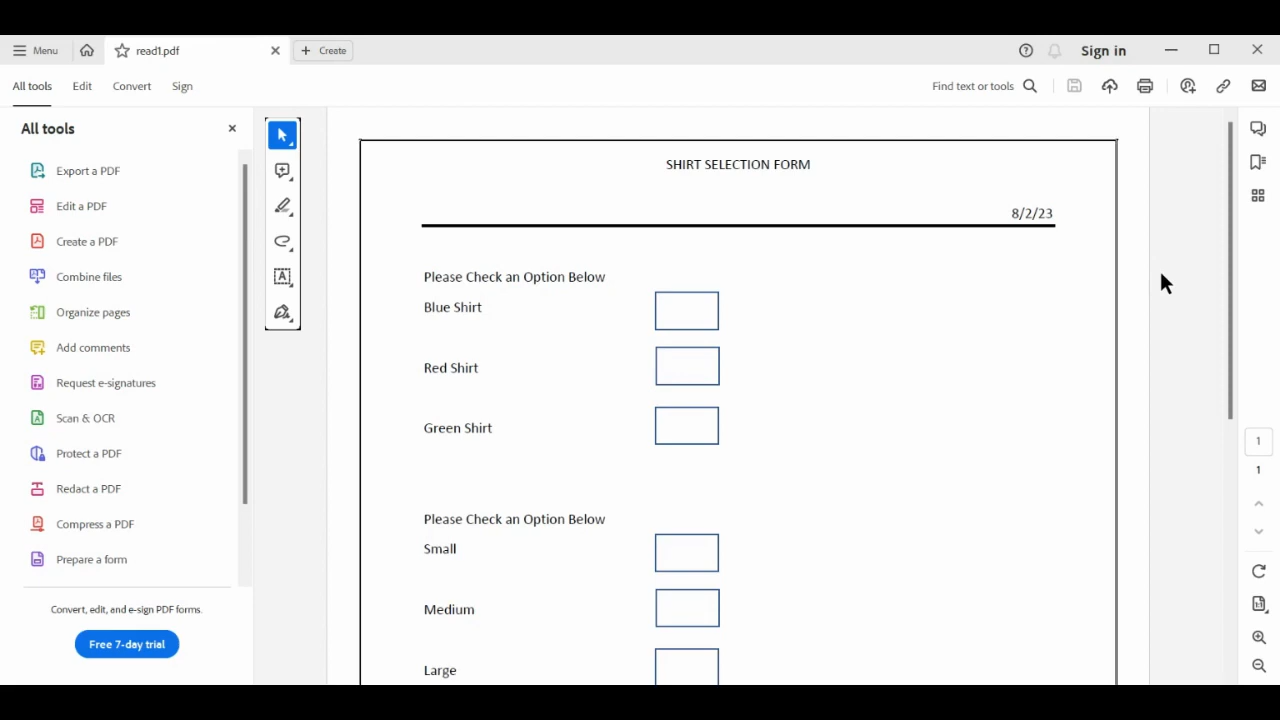 Menu
read1.pdf
Create
Sign in
All tools
Edit
Convert
Sign
Find text or tools
All tools
Export a PDF
Edit a PDF
Create a PDF
Combine files
Organize pages
Add comments
Request e-signatures
Scan & OCR
Protect a PDF
Redact a PDF
Compress a PDF
Prepare a form
Convert, edit, and e-sign PDF forms.
Free 7-day trial
SHIRT SELECTION FORM
8/2/23
Please Check an Option Below
Blue Shirt
Red Shirt
Green Shirt
Please Check an Option Below
Small
Medium
Large
1
1